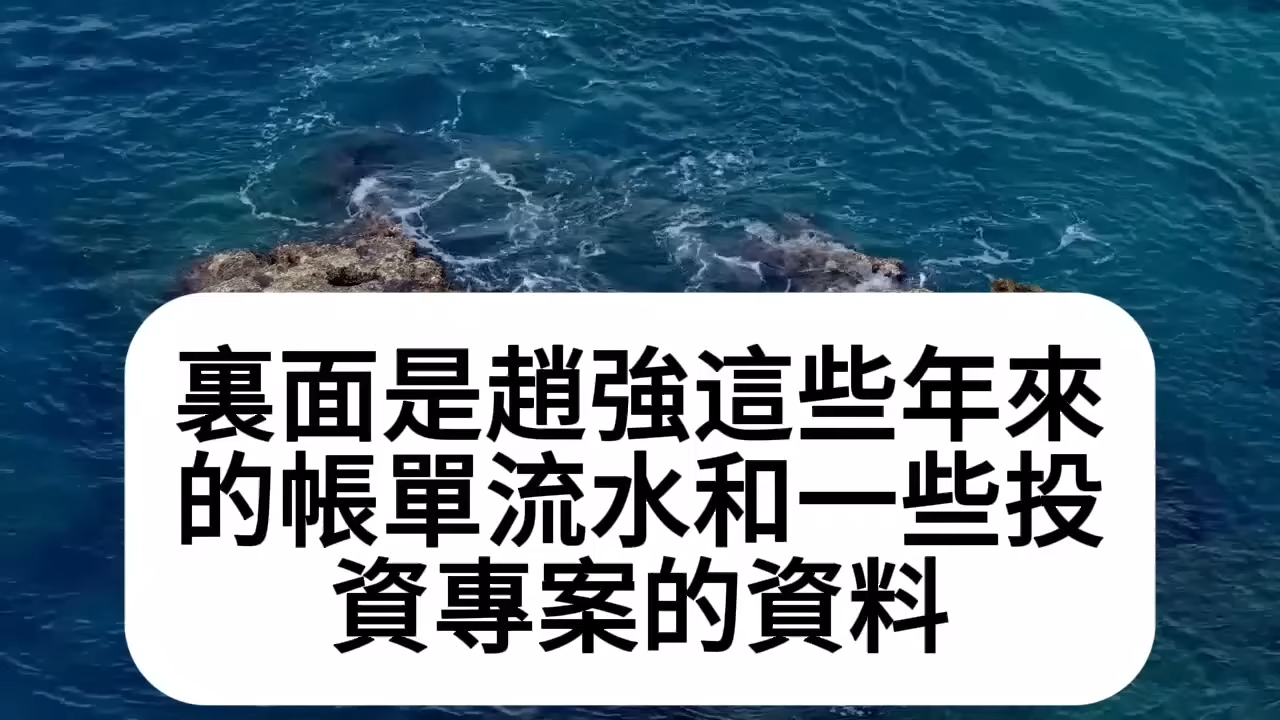 裏面是趙強這些年來
的帳單流水和一些投
資專案的資料